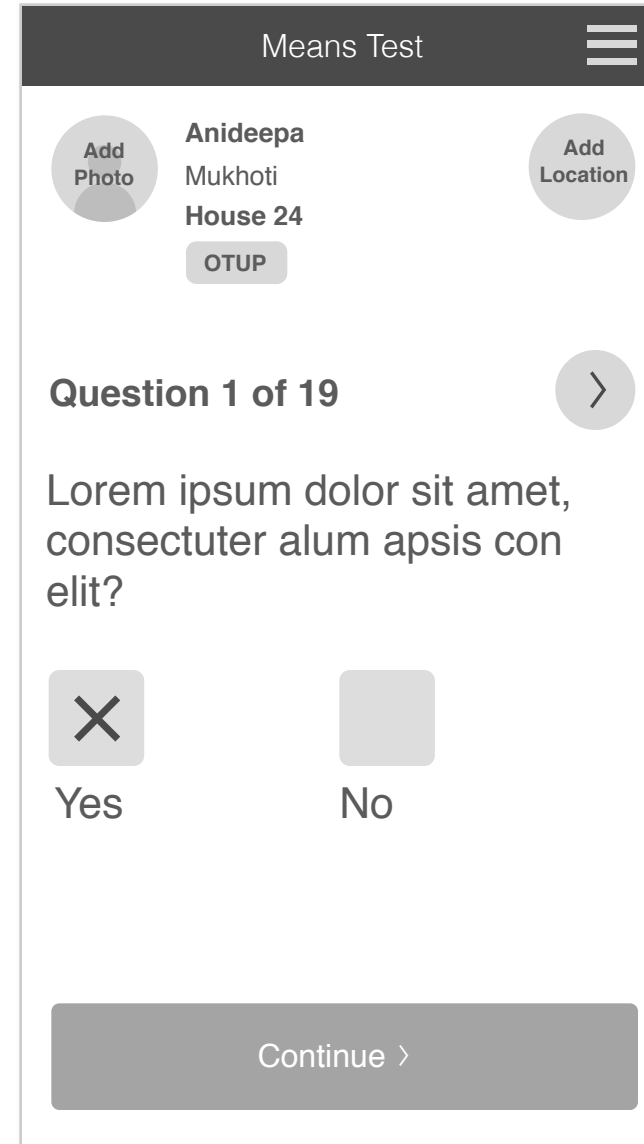 Means Test
Add
Photo
Anideepa
Mukhoti
House 24
OTUP
Add
Location
Question 1 of 19
Lorem ipsum dolor sit amet,
consectuter alum apsis con
elit?
Yes
No
Continue